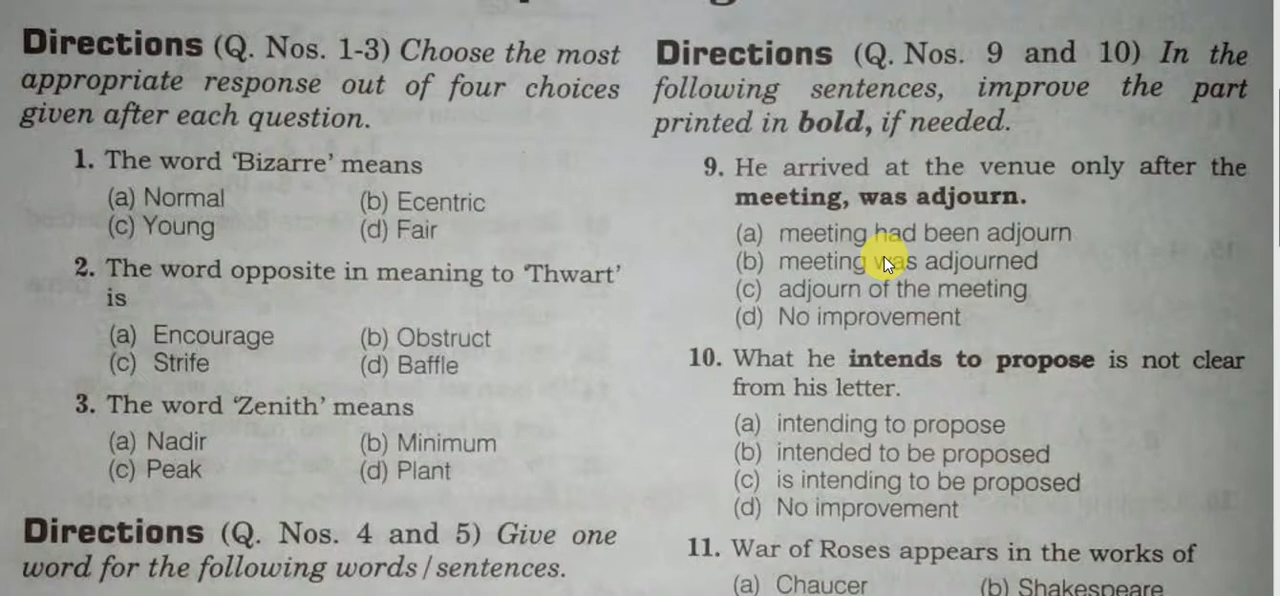 Directions (Q. Nos. 1-3) Choose the most
appropriate response out of four choices
given after each question.
1. The word ‘Bizarre’ means
(a) Normal (b) Ecentric
(c) Young (d) Fair
2. The word opposite in meaning to ‘Thwart’
is
(a) Encourage (b) Obstruct
(c) Strife (d) Baffle
3. The word ‘Zenith’ means
(a) Nadir (b) Minimum
(c) Peak (d) Plant
Directions (Q. Nos. 4 and 5) Give one
word for the following words/sentences.
Directions (Q. Nos. 9 and 10) In the
following sentences, improve the part
printed in bold, if needed.
9. He arrived at the venue only after the
meeting, was adjourn.
(a) meeting had been adjourn
(b) meeting was adjourned
(c) adjourn of the meeting
(d) No improvement
10. What he intends to propose is not clear
from his letter.
(a) intending to propose
(b) intended to be proposed
(c) is intending to be proposed
(d) No improvement
11. War of Roses appears in the works of
(a) Chaucer (b) Shakespeare